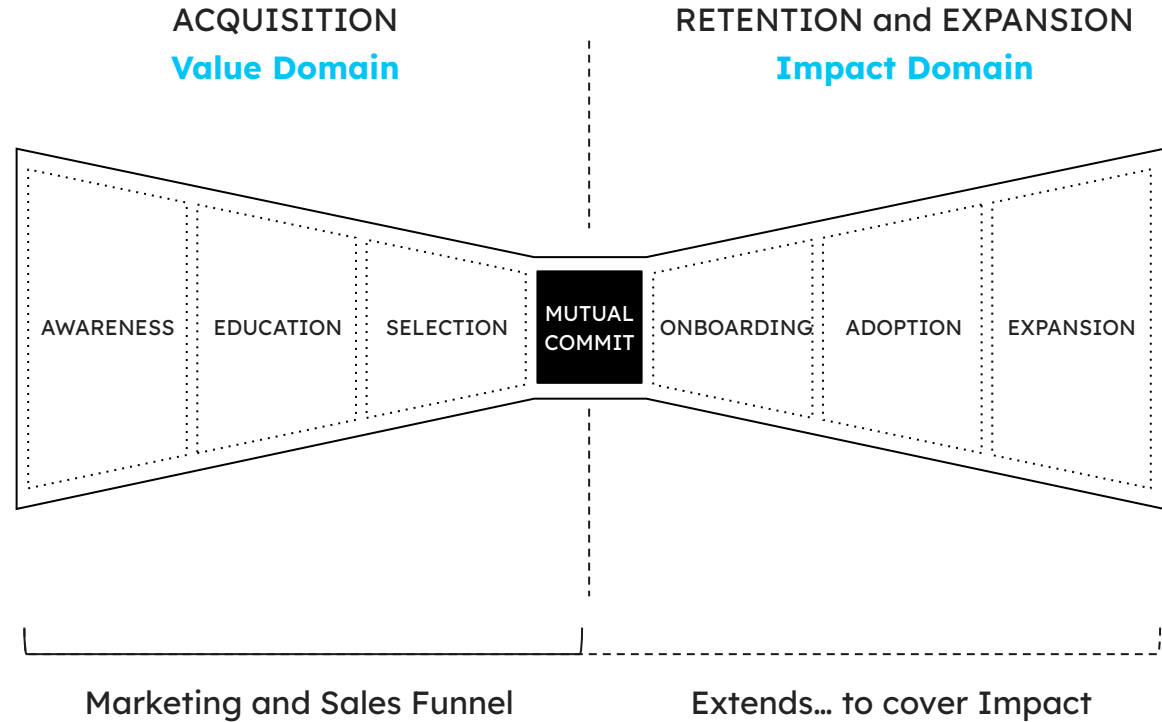 ACQUISITION
Value Domain
RETENTION and EXPANSION
Impact Domain
AWARENESS
EDUCATION
SELECTION
MUTUAL
COMMIT
ONBOARDING
ADOPTION
EXPANSION
Marketing and Sales Funnel
Extends... to cover Impact